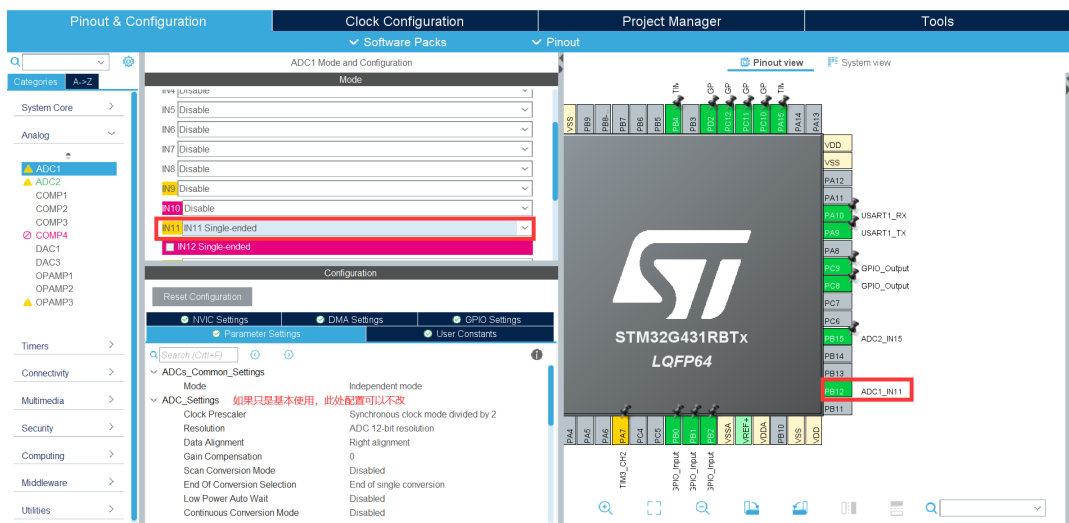 Pinout & Configuration
Clock Configuration
Project Manager
Tools
Software Packs
Pinout
Categories
A->Z
System Core
Analog
ADC1
ADC2
COMP1
COMP2
COMP3
COMP4
DAC1
DAC3
OPAMP1
OPAMP2
OPAMP3
Timers
Connectivity
Multimedia
Security
Computing
Middleware
Utilities
ADC1 Mode and Configuration
Mode
IN4 Disable
IN5 Disable
IN6 Disable
IN7 Disable
IN8 Disable
IN9 Disable
IN10 Disable
IN11 IN11 Single-ended
IN12 Single-ended
Configuration
Reset Configuration
NVIC Settings
DMA Settings
GPIO Settings
Parameter Settings
User Constants
Search (Crtl+F)
ADCs_Common_Settings
Mode Independent mode
ADC_Settings 如果只是基本使用，此处配置可以不改
Clock Prescaler Synchronous clock mode divided by 2
Resolution ADC 12-bit resolution
Data Alignment Right alignment
Gain Compensation 0
Scan Conversion Mode Disabled
End Of Conversion Selection End of single conversion
Low Power Auto Wait Disabled
Continuous Conversion Mode Disabled
Pinout view
System view
TIM
GP
GP
GP
TIM
VSS
PB9
PB8-
PB7
PB6
PB5
PB4
PB3
PD2
PC12
PC11
PC10
PA15
PA14
PA13
VDD
VSS
PA12
PA11
PA10 USART1_RX
PA9 USART1_TX
PA8
PC9 GPIO_Output
PC8 GPIO_Output
PC7
PC6
PB15 ADC2_IN15
PB14
PB13
PB12 ADC1_IN11
PB11
STM32G431RBTx
LQFP64
PA4
PA5
PA6
PA7
PC4
PC5
PB0
PB1
PB2
VSSA
VREF+
VDDA
PB10
VSS
VDD
TIM3_CH2
GPIO_Input
GPIO_Input
GPIO_Input